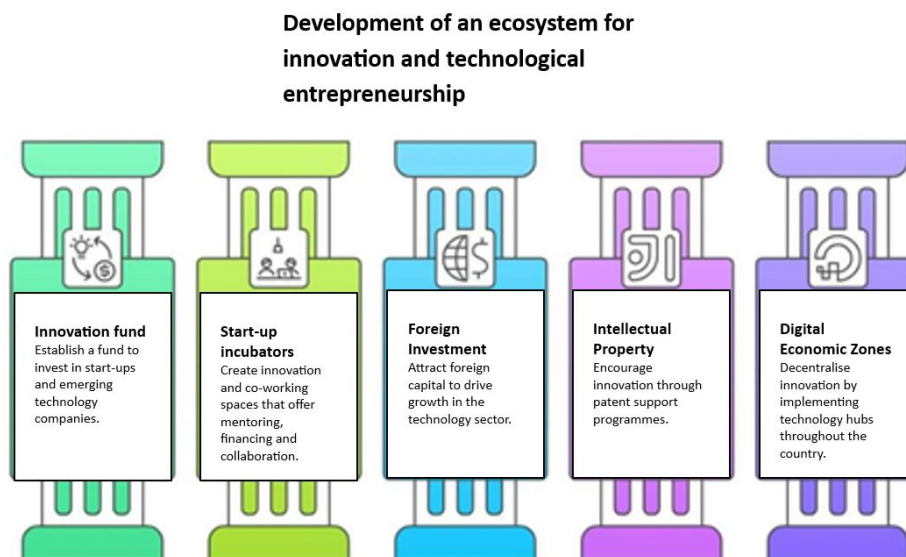 Development of an ecosystem for
innovation and technological
entrepreneurship
Innovation fund
Establish a fund to
invest in start-ups
and emerging
technology
companies.
Start-up
incubators
Create innovation
and co-working
spaces that offer
mentoring,
financing and
collaboration.
Foreign
Investment
Attract foreign
capital to drive
growth in the
technology sector.
Intellectual
Property
Encourage
innovation through
patent support
programmes.
Digital
Economic Zones
Decentralise
innovation by
implementing
technology hubs
throughout the
country.